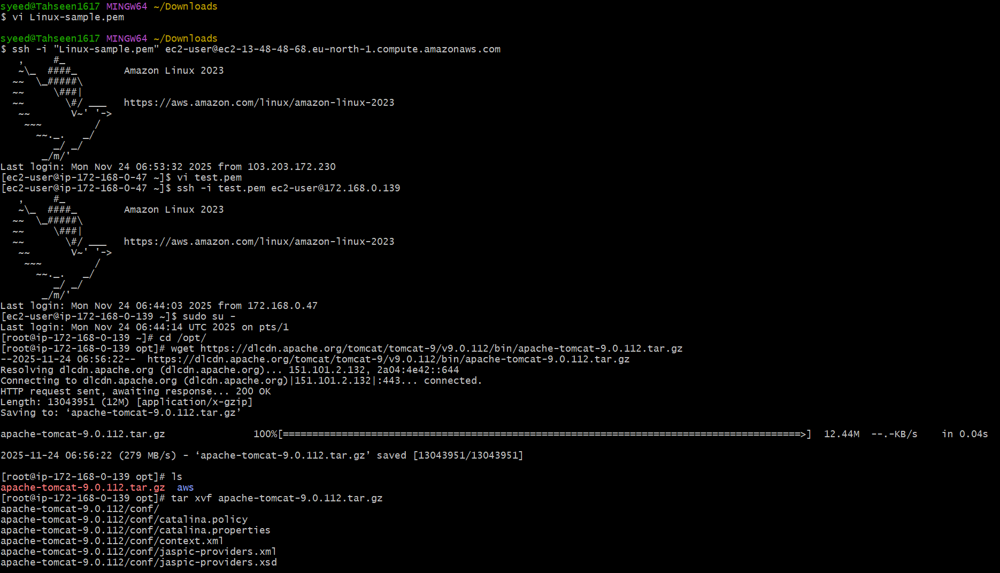 syeed@Tahseen1617 MINGW64 ~/Downloads
$ vi Linux-sample.pem

syeed@Tahseen1617 MINGW64 ~/Downloads
$ ssh -i "Linux-sample.pem" ec2-user@ec2-13-48-48-68.eu-north-1.compute.amazonaws.com
   ,     #_
   ~\_  ####_        Amazon Linux 2023
  ~~  \_#####\
  ~~     \###|
  ~~       \#/ ___   https://aws.amazon.com/linux/amazon-linux-2023
   ~~       V~' '->
    ~~~         /
      ~~._.   _/
         _/ _/
       _/m/'
Last login: Mon Nov 24 06:53:32 2025 from 103.203.172.230
[ec2-user@ip-172-168-0-47 ~]$ vi test.pem
[ec2-user@ip-172-168-0-47 ~]$ ssh -i test.pem ec2-user@172.168.0.139
   ,     #_
   ~\_  ####_        Amazon Linux 2023
  ~~  \_#####\
  ~~     \###|
  ~~       \#/ ___   https://aws.amazon.com/linux/amazon-linux-2023
   ~~       V~' '->
    ~~~         /
      ~~._.   _/
         _/ _/
       _/m/'
Last login: Mon Nov 24 06:44:03 2025 from 172.168.0.47
[ec2-user@ip-172-168-0-139 ~]$ sudo su -
Last login: Mon Nov 24 06:44:14 UTC 2025 on pts/1
[root@ip-172-168-0-139 ~]# cd /opt/
[root@ip-172-168-0-139 opt]# wget https://dlcdn.apache.org/tomcat/tomcat-9/v9.0.112/bin/apache-tomcat-9.0.112.tar.gz
--2025-11-24 06:56:22--  https://dlcdn.apache.org/tomcat/tomcat-9/v9.0.112/bin/apache-tomcat-9.0.112.tar.gz
Resolving dlcdn.apache.org (dlcdn.apache.org)... 151.101.2.132, 2a04:4e42::644
Connecting to dlcdn.apache.org (dlcdn.apache.org)|151.101.2.132|:443... connected.
HTTP request sent, awaiting response... 200 OK
Length: 13043951 (12M) [application/x-gzip]
Saving to: ‘apache-tomcat-9.0.112.tar.gz’

apache-tomcat-9.0.112.tar.gz               100%[========================================================================================>]  12.44M  --.-KB/s    in 0.04s

2025-11-24 06:56:22 (279 MB/s) - ‘apache-tomcat-9.0.112.tar.gz’ saved [13043951/13043951]

[root@ip-172-168-0-139 opt]# ls
apache-tomcat-9.0.112.tar.gz  aws
[root@ip-172-168-0-139 opt]# tar xvf apache-tomcat-9.0.112.tar.gz
apache-tomcat-9.0.112/conf/
apache-tomcat-9.0.112/conf/catalina.policy
apache-tomcat-9.0.112/conf/catalina.properties
apache-tomcat-9.0.112/conf/context.xml
apache-tomcat-9.0.112/conf/jaspic-providers.xml
apache-tomcat-9.0.112/conf/jaspic-providers.xsd